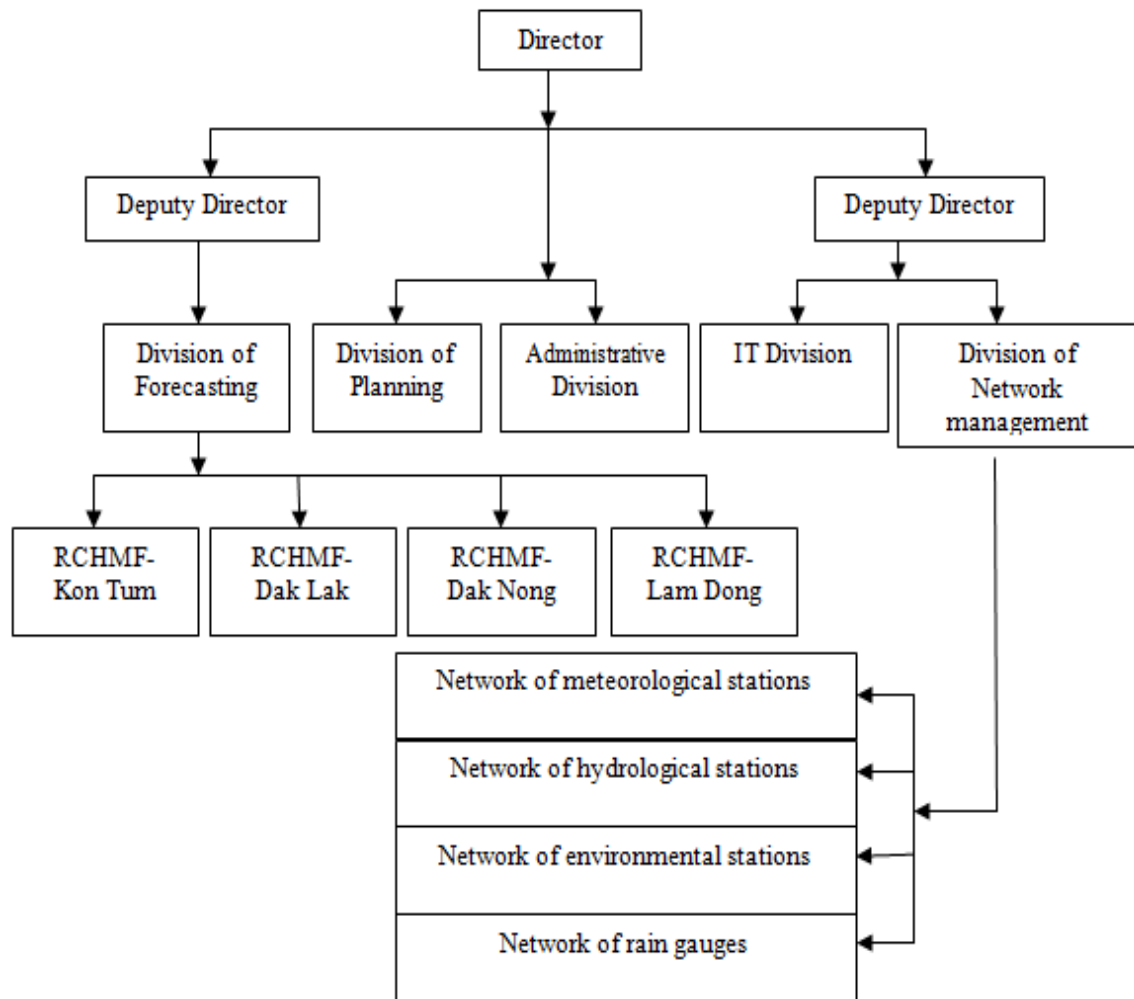 Director
Deputy Director
Deputy Director
Division of
Forecasting
Division of
Planning
Administrative
Division
IT Division
Division of
Network
management
RCHMF-
Kon Tum
RCHMF-
Dak Lak
RCHMF-
Dak Nong
RCHMF-
Lam Dong
Network of meteorological stations
Network of hydrological stations
Network of environmental stations
Network of rain gauges